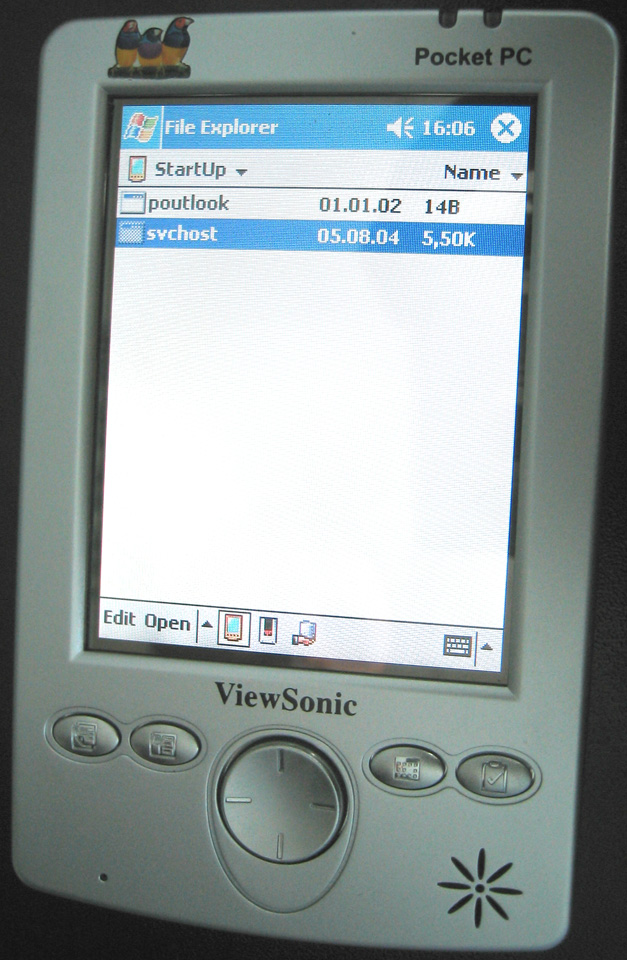 Pocket PC
File Explorer 16:06
StartUp Name
poutlook 01.01.02 14B
svchost 05.08.04 5,50K
Edit Open
ViewSonic